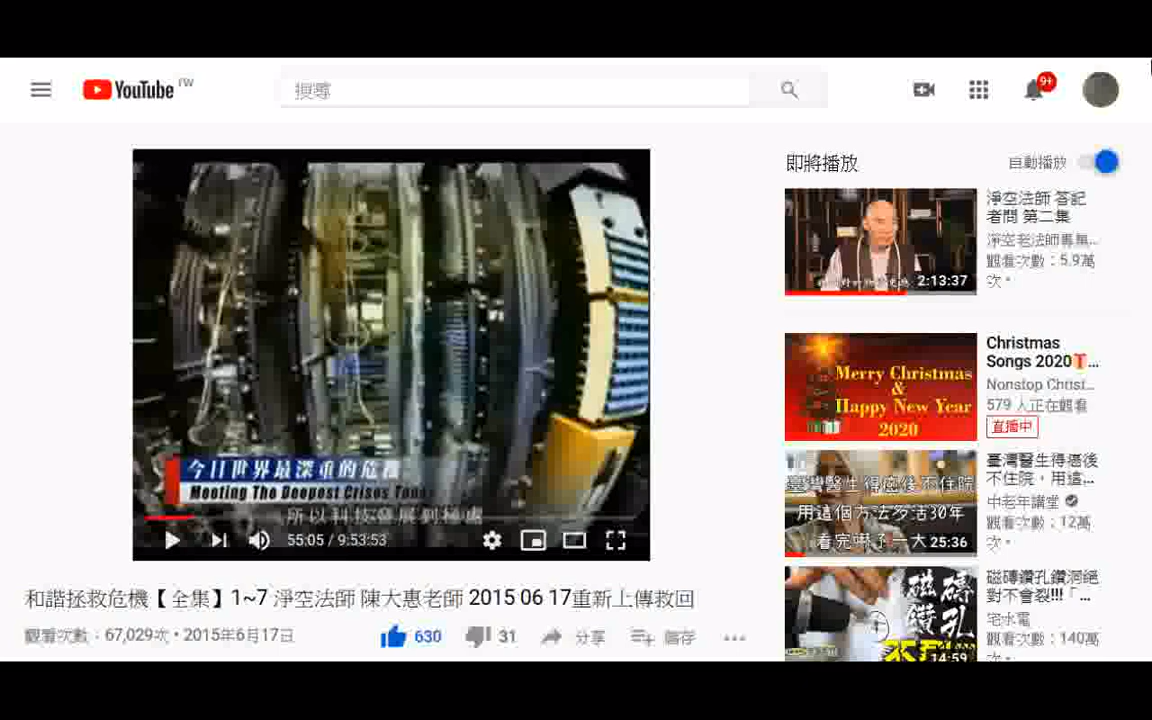 YouTube TW
搜尋
9+
今日世界最深重的危機
Meeting The Deepest Crises Today
所以科技發展到極處
55:05 / 9:53:53
和諧拯救危機【全集】1~7 淨空法師 陳大惠老師 2015 06 17重新上傳救回
觀看次數：67,029次 • 2015年6月17日
630
31
分享
儲存
即將播放
自動播放
2:13:37
淨空法師 答記
者問 第二集
淨空老法師專集...
觀看次數：5.9萬
次 •
Merry Christmas
&
Happy New Year
2020
Christmas
Songs 2020🎅...
Nonstop Christ...
579 人正在觀看
直播中
臺灣醫生得癌後不住院
用這個方法多活30年
看完嚇了一大
25:36
臺灣醫生得癌後
不住院，用這...
中老年講堂
觀看次數：12萬
次 •
磁磚
鑽孔
14:59
磁磚鑽孔鑽洞絕
對不會裂!!!「...
宅水電
觀看次數：140萬
次 •